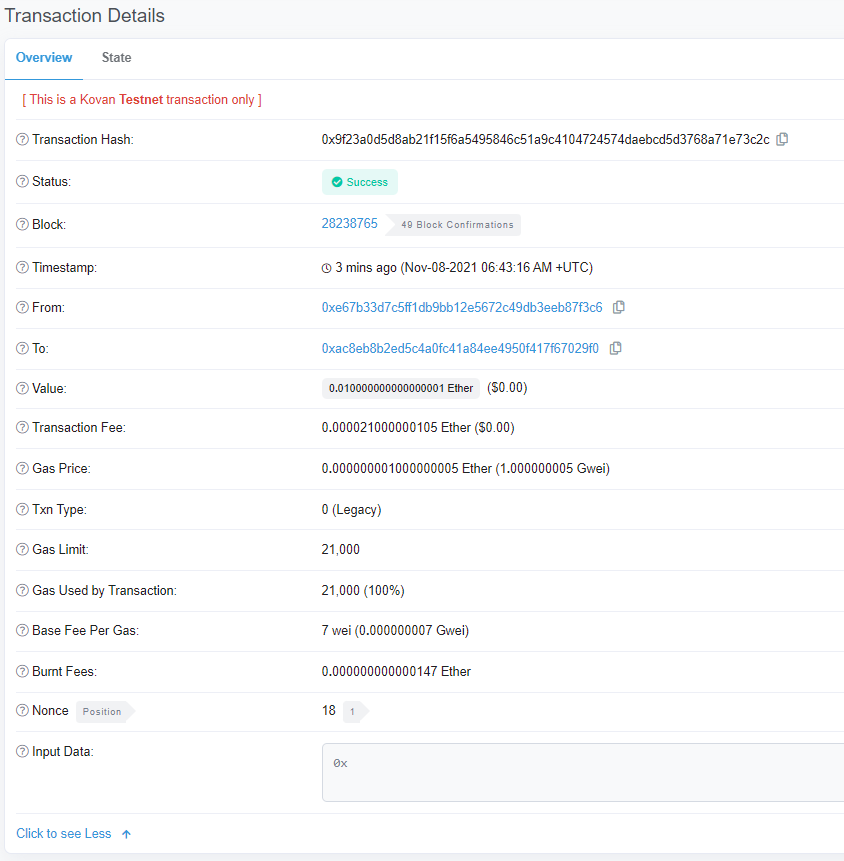 Transaction Details
Overview State
[ This is a Kovan Testnet transaction only ]
Transaction Hash: 0x9f23a0d5d8ab21f15f6a5495846c51a9c4104724574daebcd5d3768a71e73c2c
Status: Success
Block: 28238765 49 Block Confirmations
Timestamp: 3 mins ago (Nov-08-2021 06:43:16 AM +UTC)
From: 0xe67b33d7c5ff1db9bb12e5672c49db3eeb87f3c6
To: 0xac8eb8b2ed5c4a0fc41a84ee4950f417f67029f0
Value: 0.010000000000000001 Ether ($0.00)
Transaction Fee: 0.000021000000105 Ether ($0.00)
Gas Price: 0.000000001000000005 Ether (1.000000005 Gwei)
Txn Type: 0 (Legacy)
Gas Limit: 21,000
Gas Used by Transaction: 21,000 (100%)
Base Fee Per Gas: 7 wei (0.000000007 Gwei)
Burnt Fees: 0.000000000000147 Ether
Nonce Position 18 1
Input Data: 0x
Click to see Less